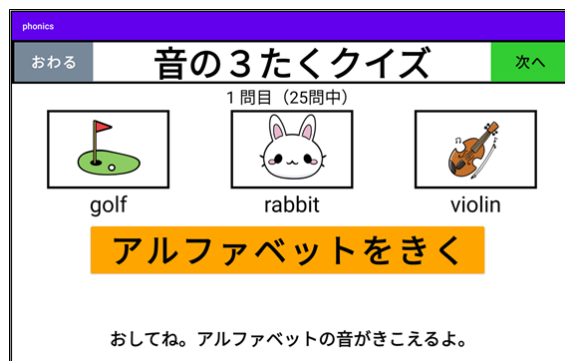 phonics
おわる
音の３たくクイズ
次へ
１問目（25問中）
golf
rabbit
violin
アルファベットをきく
おしてね。アルファベットの音がきこえるよ。